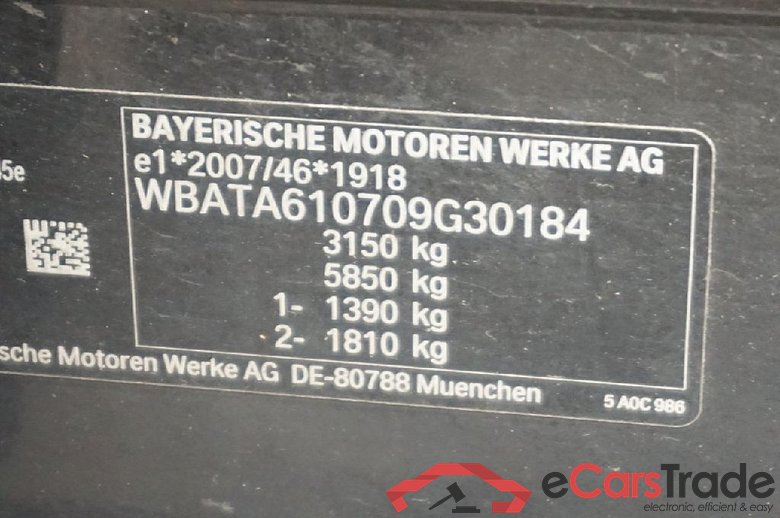 BAYERISCHE MOTOREN WERKE AG
e1*2007/46*1918
5e
WBATA610709G30184
3150 kg
5850 kg
1- 1390 kg
2- 1810 kg
sche Motoren Werke AG DE-80788 Muenchen
5 A0C 986
eCarsTrade
electronic, efficient & easy